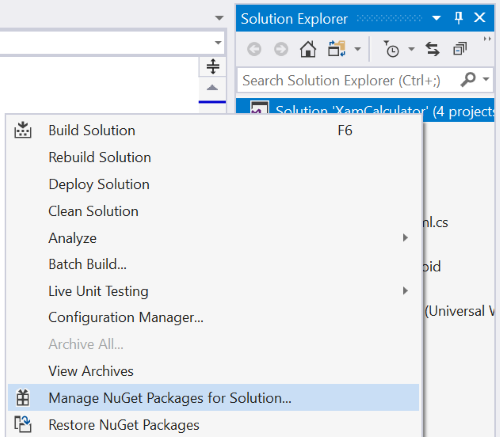 Solution Explorer
Search Solution Explorer (Ctrl+;)
Solution 'XamCalculator' (4 projects
Build Solution F6
Rebuild Solution
Deploy Solution
Clean Solution
ml.cs
Analyze
oid
Batch Build...
Live Unit Testing
(Universal W
Configuration Manager...
Archive All...
View Archives
Manage NuGet Packages for Solution...
Restore NuGet Packages